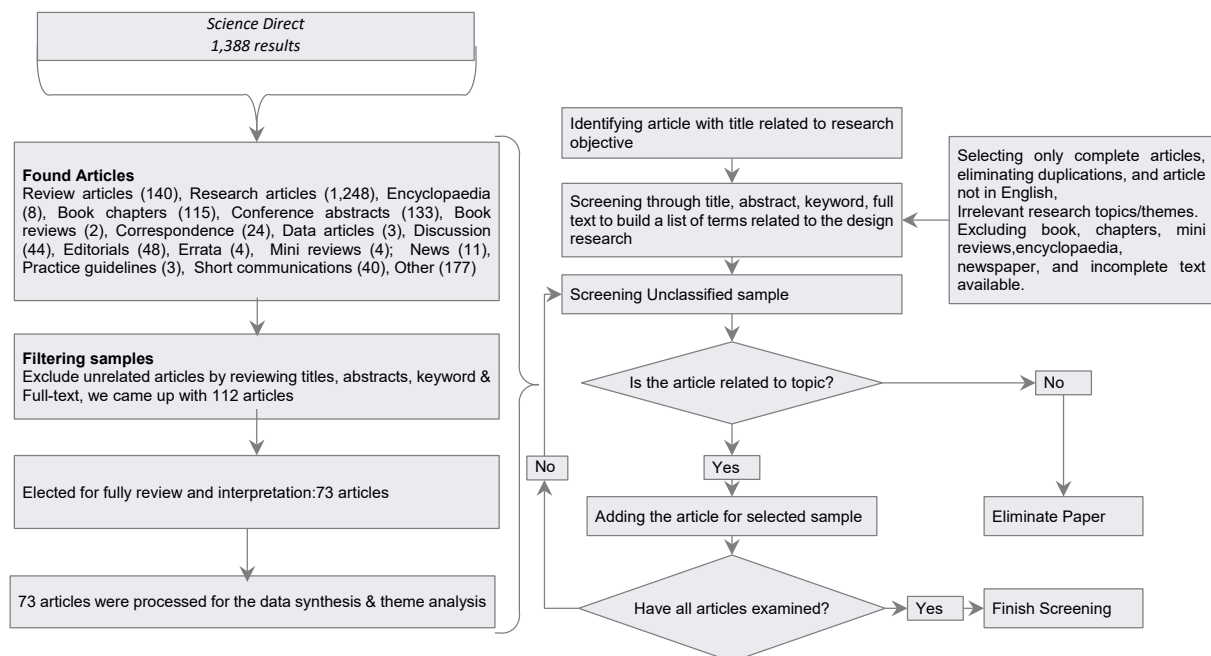 Science Direct
1,388 results
Found Articles
Review articles (140), Research articles (1,248), Encyclopaedia
(8), Book chapters (115), Conference abstracts (133), Book
reviews (2), Correspondence (24), Data articles (3), Discussion
(44), Editorials (48), Errata (4), Mini reviews (4); News (11),
Practice guidelines (3), Short communications (40), Other (177)
Filtering samples
Exclude unrelated articles by reviewing titles, abstracts, keyword &
Full-text, we came up with 112 articles
Elected for fully review and interpretation:73 articles
73 articles were processed for the data synthesis & theme analysis
Identifying article with title related to research
objective
Screening through title, abstract, keyword, full
text to build a list of terms related to the design
research
Selecting only complete articles,
eliminating duplications, and article
not in English,
Irrelevant research topics/themes.
Excluding book, chapters, mini
reviews,encyclopaedia,
newspaper, and incomplete text
available.
Screening Unclassified sample
Is the article related to topic?
No
Yes
No
Adding the article for selected sample
Eliminate Paper
Have all articles examined?
Yes
Finish Screening